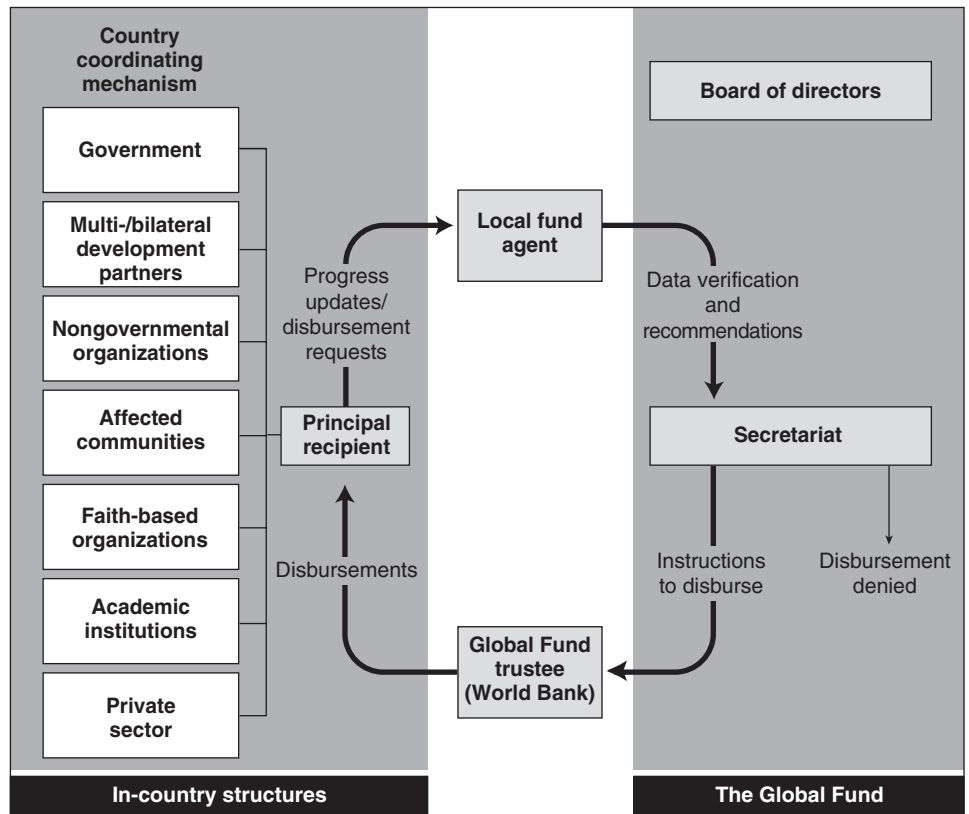 Country
coordinating
mechanism
Government
Multi-/bilateral
development
partners
Nongovernmental
organizations
Affected
communities
Faith-based
organizations
Academic
institutions
Private
sector
Progress
updates/
disbursement
requests
Principal
recipient
Disbursements
In-country structures
Local fund
agent
Global Fund
trustee
(World Bank)
Board of directors
Data verification
and
recommendations
Secretariat
Instructions
to disburse
Disbursement
denied
The Global Fund